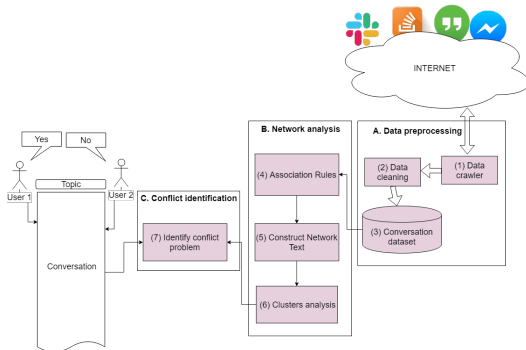 INTERNET
Yes
No
User 1
User 2
Topic
Conversation
C. Conflict identification
(7) Identify conflict
problem
B. Network analysis
(4) Association Rules
(5) Construct Network
Text
(6) Clusters analysis
A. Data preprocessing
(1) Data
crawler
(2) Data
cleaning
(3) Conversation
dataset